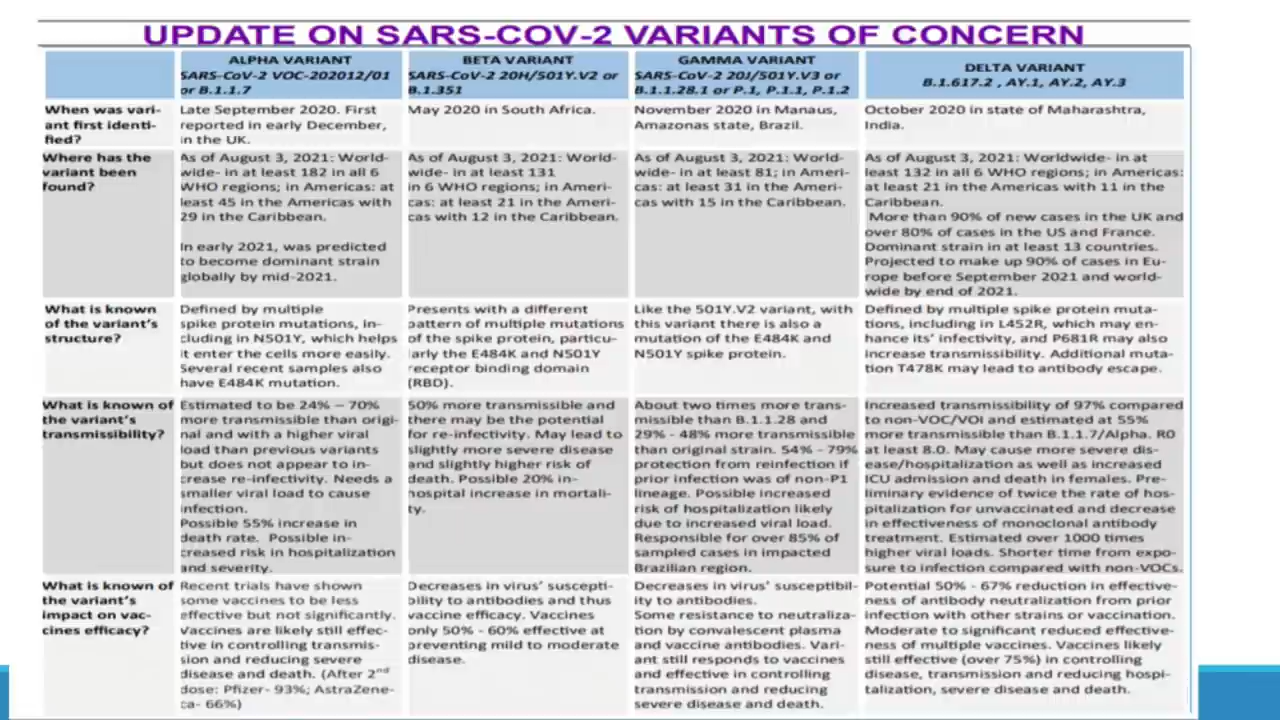 UPDATE ON SARS-COV-2 VARIANTS OF CONCERN
ALPHA VARIANT
SARS-CoV-2 VOC-202012/01
or B.1.1.7
BETA VARIANT
SARS-CoV-2 20H/501Y.V2 or
B.1.351
GAMMA VARIANT
SARS-CoV-2 20J/501Y.V3 or
B.1.1.28.1 or P.1, P.1.1, P.1.2
DELTA VARIANT
B.1.617.2 , AY.1, AY.2, AY.3
When was vari-
ant first identi-
fied?
Late September 2020. First
reported in early December,
in the UK.
May 2020 in South Africa.
November 2020 in Manaus,
Amazonas state, Brazil.
October 2020 in state of Maharashtra,
India.
Where has the
variant been
found?
As of August 3, 2021: World-
wide- in at least 182 in all 6
WHO regions; in Americas: at
least 45 in the Americas with
29 in the Caribbean.
In early 2021, was predicted
to become dominant strain
globally by mid-2021.
As of August 3, 2021: World-
wide- in at least 131
in 6 WHO regions; in Ameri-
cas: at least 21 in the Ameri-
cas with 12 in the Caribbean.
As of August 3, 2021: World-
wide- in at least 81; in Ameri-
cas: at least 31 in the Ameri-
cas with 15 in the Caribbean.
As of August 3, 2021: Worldwide- in at
least 132 in all 6 WHO regions; in Americas:
at least 21 in the Americas with 11 in the
Caribbean.
More than 90% of new cases in the UK and
over 80% of cases in the US and France.
Dominant strain in at least 13 countries.
Projected to make up 90% of cases in Eu-
rope before September 2021 and world-
wide by end of 2021.
What is known
of the variant's
structure?
Defined by multiple
spike protein mutations, in-
cluding in N501Y, which helps
it enter the cells more easily.
Several recent samples also
have E484K mutation.
Presents with a different
pattern of multiple mutations
of the spike protein, particu-
larly the E484K and N501Y
receptor binding domain
(RBD).
Like the 501Y.V2 variant, with
this variant there is also a
mutation of the E484K and
N501Y spike protein.
Defined by multiple spike protein muta-
tions, including in L452R, which may en-
hance its' infectivity, and P681R may also
increase transmissibility. Additional muta-
tion T478K may lead to antibody escape.
What is known of
the variant's
transmissibility?
Estimated to be 24% – 70%
more transmissible than origi-
nal and with a higher viral
load than previous variants
but does not appear to in-
crease re-infectivity. Needs a
smaller viral load to cause
infection.
Possible 55% increase in
death rate. Possible in-
creased risk in hospitalization
and severity.
50% more transmissible and
there may be the potential
for re-infectivity. May lead to
slightly more severe disease
and slightly higher risk of
death. Possible 20% in-
hospital increase in mortali-
ty.
About two times more trans-
missible than B.1.1.28 and
29% - 48% more transmissible
than original strain. 54% - 79%
protection from reinfection if
prior infection was of non-P1
lineage. Possible increased
risk of hospitalization likely
due to increased viral load.
Responsible for over 85% of
sampled cases in impacted
Brazilian region.
Increased transmissibility of 97% compared
to non-VOC/VOI and estimated at 55%
more transmissible than B.1.1.7/Alpha. R0
at least 8.0. May cause more severe dis-
ease/hospitalization as well as increased
ICU admission and death in females. Pre-
liminary evidence of twice the rate of hos-
pitalization for unvaccinated and decrease
in effectiveness of monoclonal antibody
treatment. Estimated over 1000 times
higher viral loads. Shorter time from expo-
sure to infection compared with non-VOCs.
What is known of
the variant's
impact on vac-
cines efficacy?
Recent trials have shown
some vaccines to be less
effective but not significantly.
Vaccines are likely still effec-
tive in controlling transmis-
sion and reducing severe
disease and death. (After 2nd
dose: Pfizer- 93%; AstraZene-
ca- 66%)
Decreases in virus' suscepti-
bility to antibodies and thus
vaccine efficacy. Vaccines
only 50% - 60% effective at
preventing mild to moderate
disease.
Decreases in virus' susceptibil-
ity to antibodies.
Some resistance to neutraliza-
tion by convalescent plasma
and vaccine antibodies. Vari-
ant still responds to vaccines
and effective in controlling
transmission and reducing
severe disease and death.
Potential 50% - 67% reduction in effective-
ness of antibody neutralization from prior
infection with other strains or vaccination.
Moderate to significant reduced effective-
ness of multiple vaccines. Vaccines likely
still effective (over 75%) in controlling
disease, transmission and reducing hospi-
talization, severe disease and death.